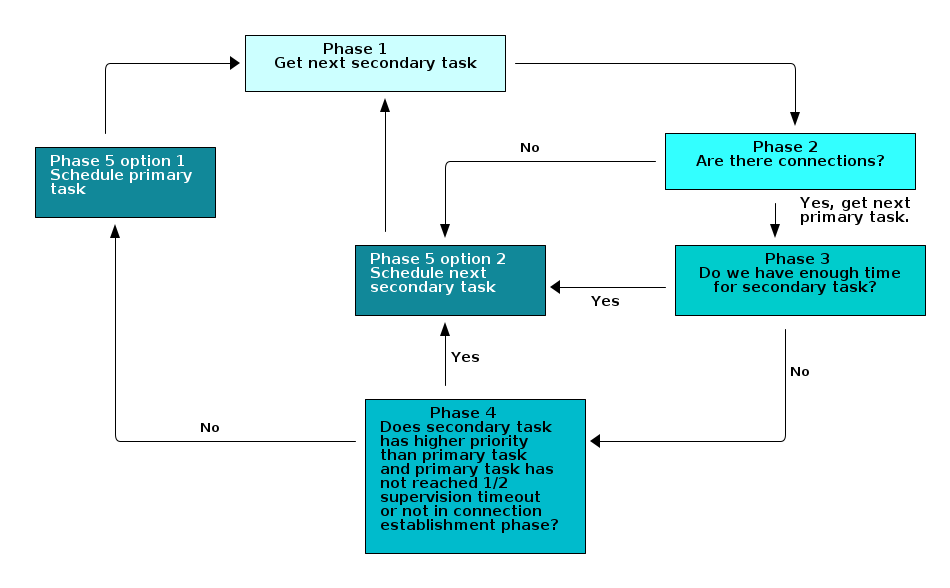 Phase 1
Get next secondary task
Phase 5 option 1
Schedule primary
task
No
Phase 2
Are there connections?
Yes, get next
primary task.
Phase 5 option 2
Schedule next
secondary task
Phase 3
Do we have enough time
for secondary task?
Yes
Yes
No
Phase 4
Does secondary task
has higher priority
than primary task
and primary task has
not reached 1/2
supervision timeout
or not in connection
establishment phase?
No